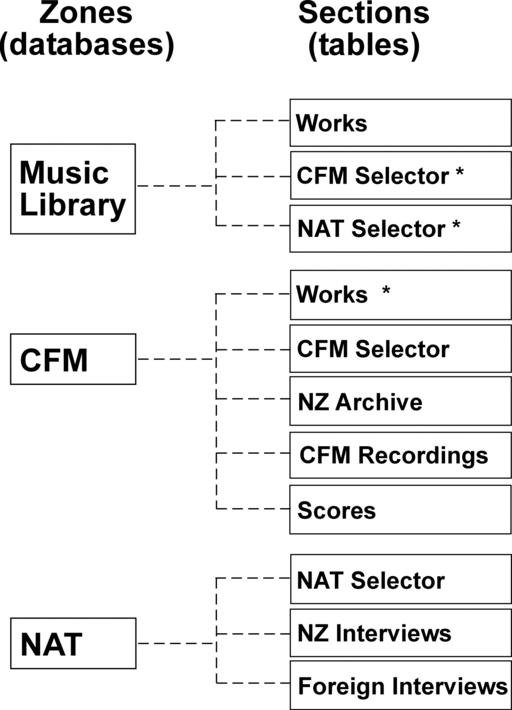 Zones
(databases)
Sections
(tables)
Music
Library
Works
CFM Selector *
NAT Selector *
CFM
Works *
CFM Selector
NZ Archive
CFM Recordings
Scores
NAT
NAT Selector
NZ Interviews
Foreign Interviews